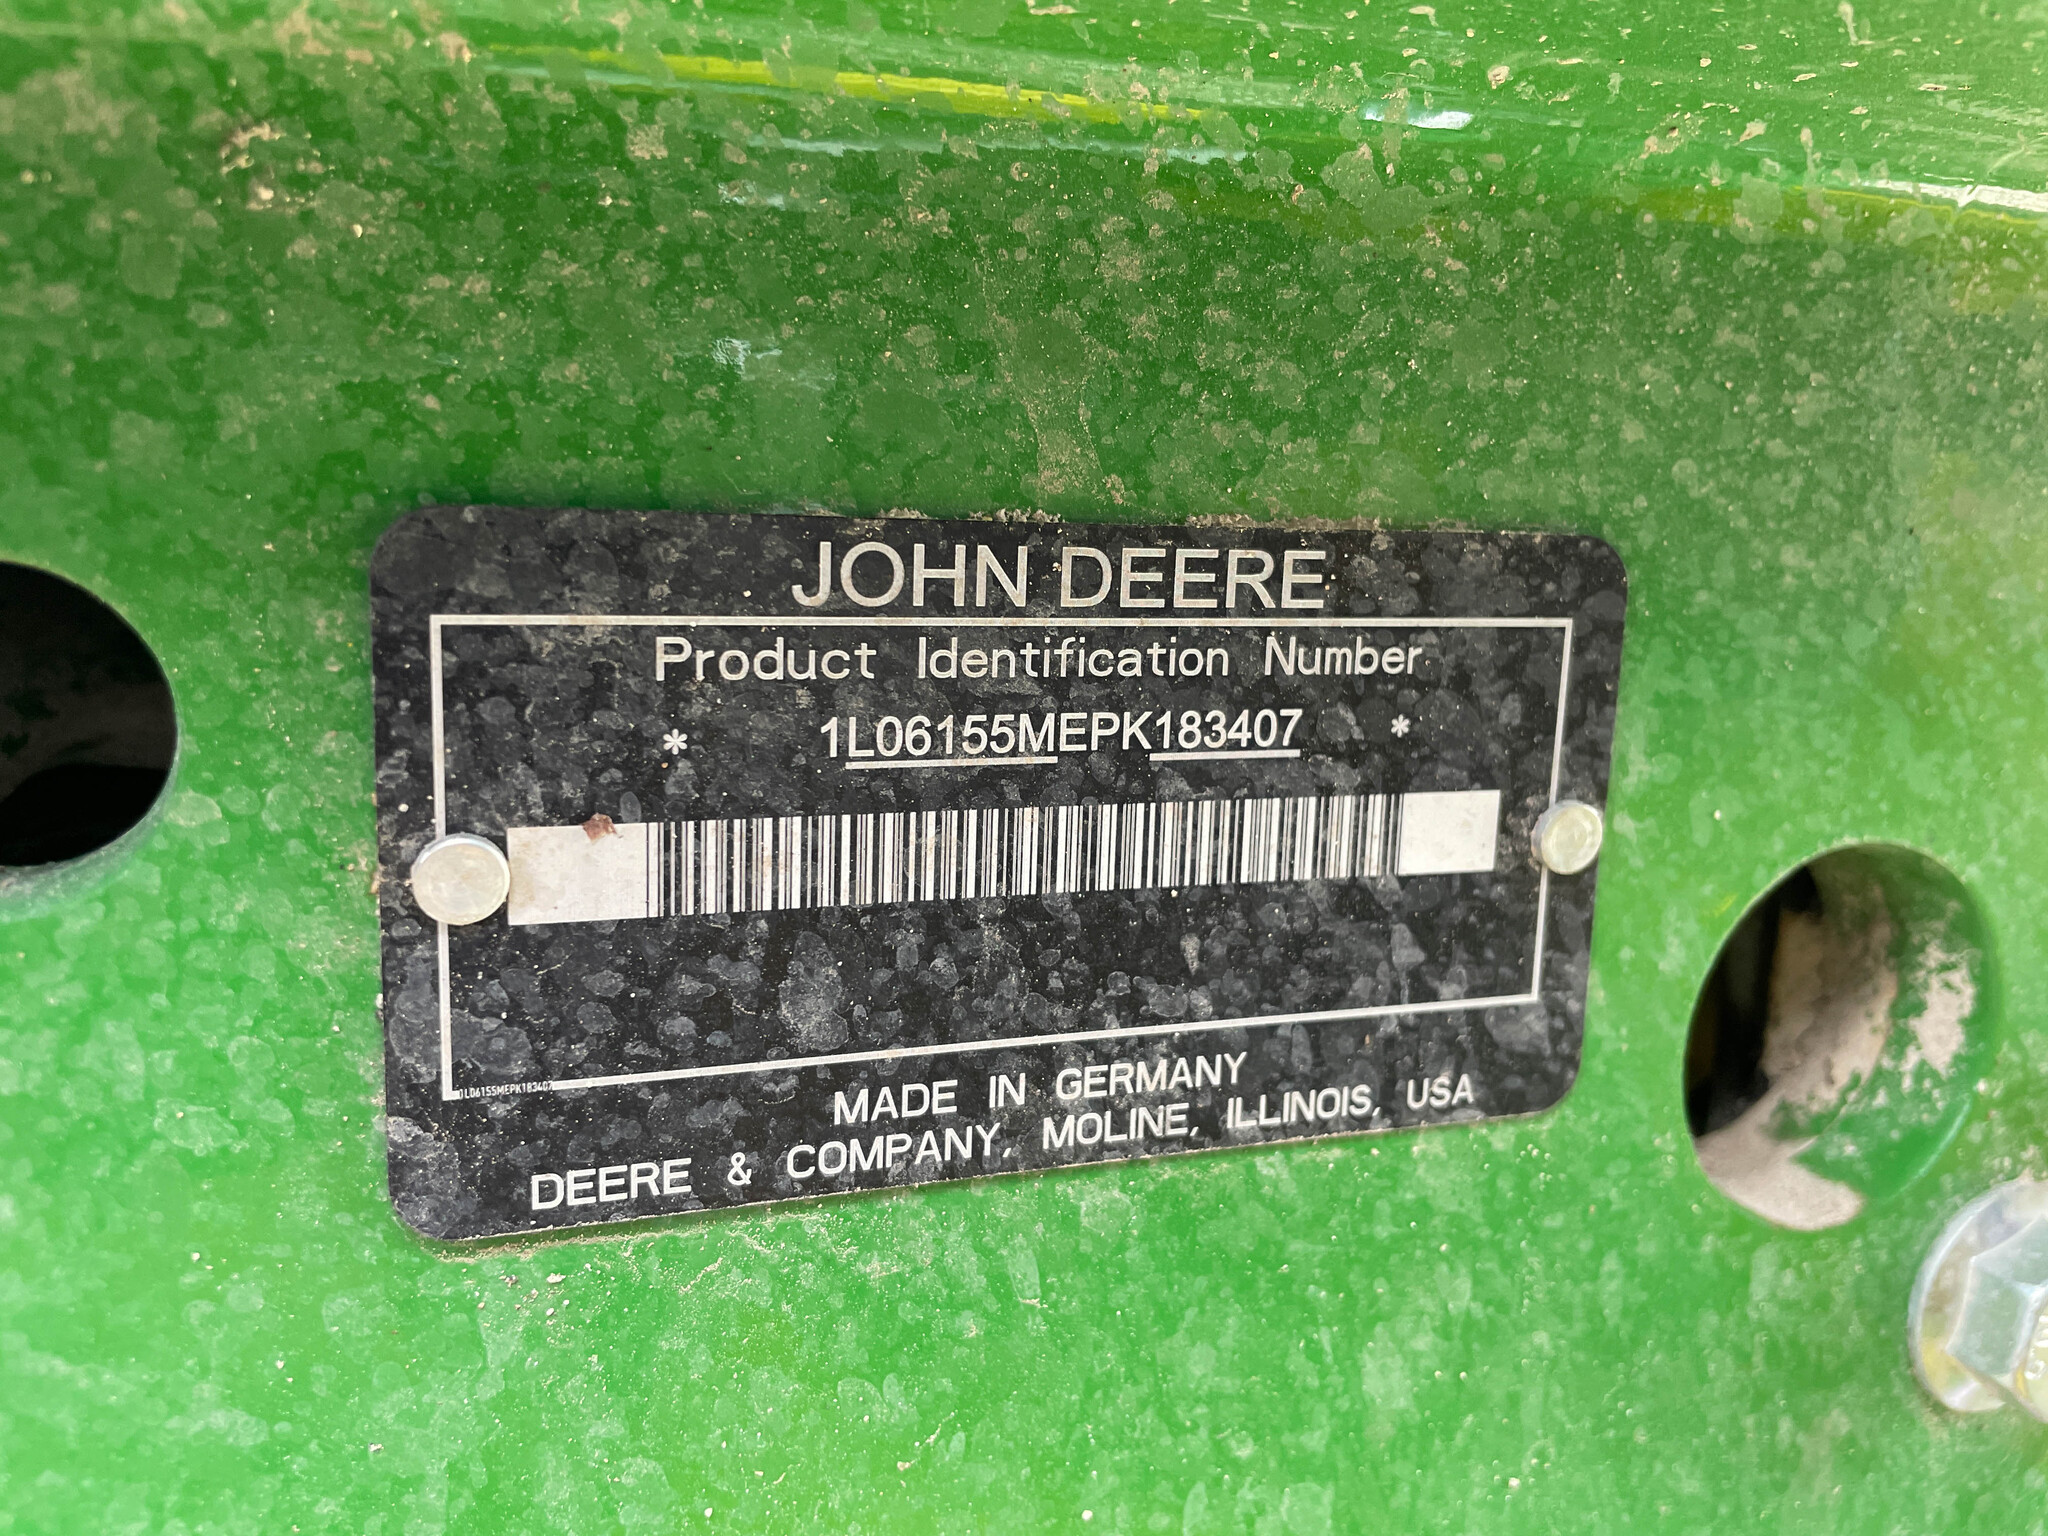 JOHN DEERE
Product Identification Number
* 1L06155MEPK183407 *
1L06155MEPK183407
MADE IN GERMANY
DEERE & COMPANY, MOLINE, ILLINOIS, USA